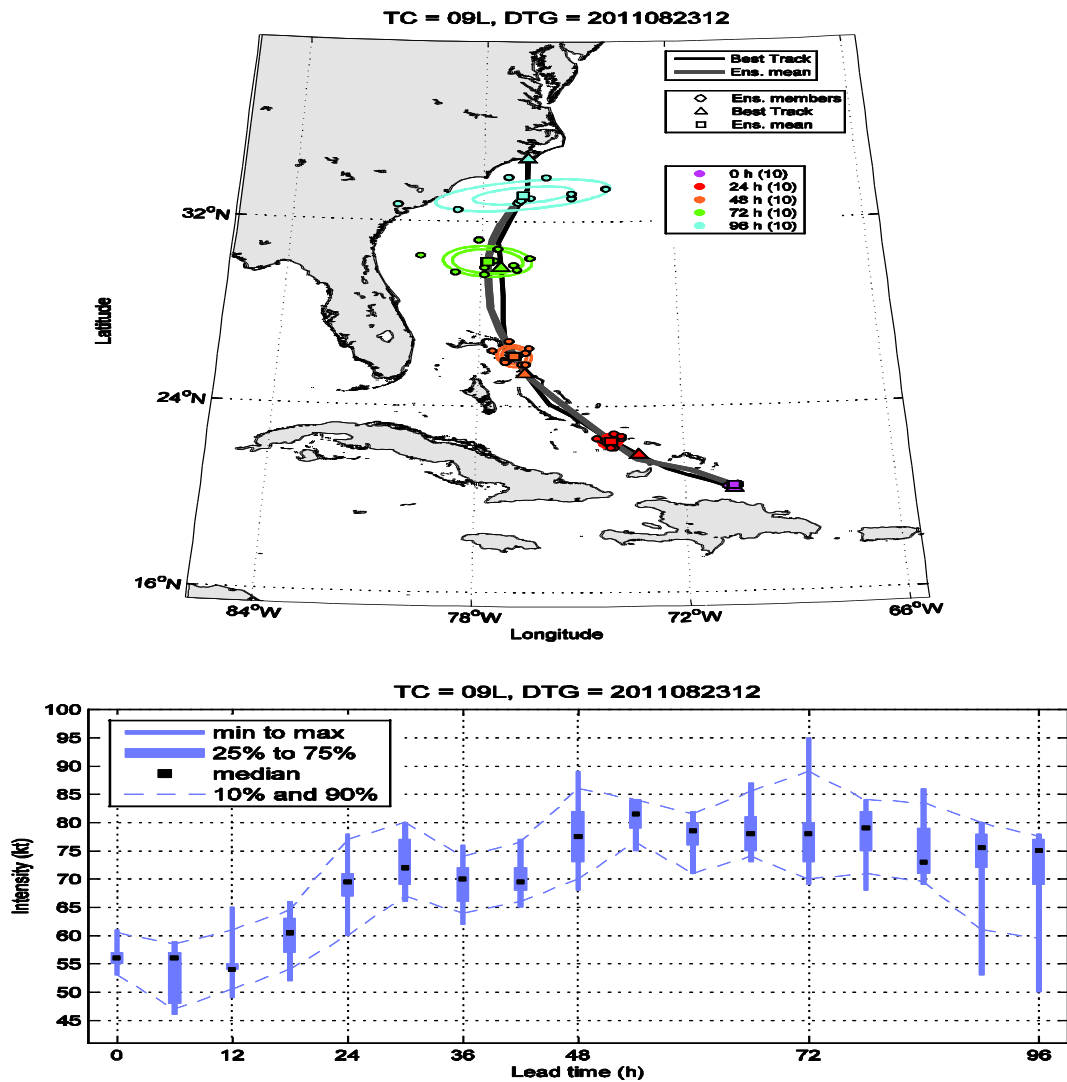 TC = 09L, DTG = 2011082312
Best Track
Ens. mean
Ens. members
Best Track
Ens. mean
0 h (10)
24 h (10)
48 h (10)
72 h (10)
96 h (10)
32°N
24°N
16°N
Latitude
84°W
78°W
72°W
66°W
Longitude
TC = 09L, DTG = 2011082312
min to max
25% to 75%
median
10% and 90%
100
95
90
85
80
75
70
65
60
55
50
45
Intensity (kt)
0
12
24
36
48
72
96
Lead time (h)